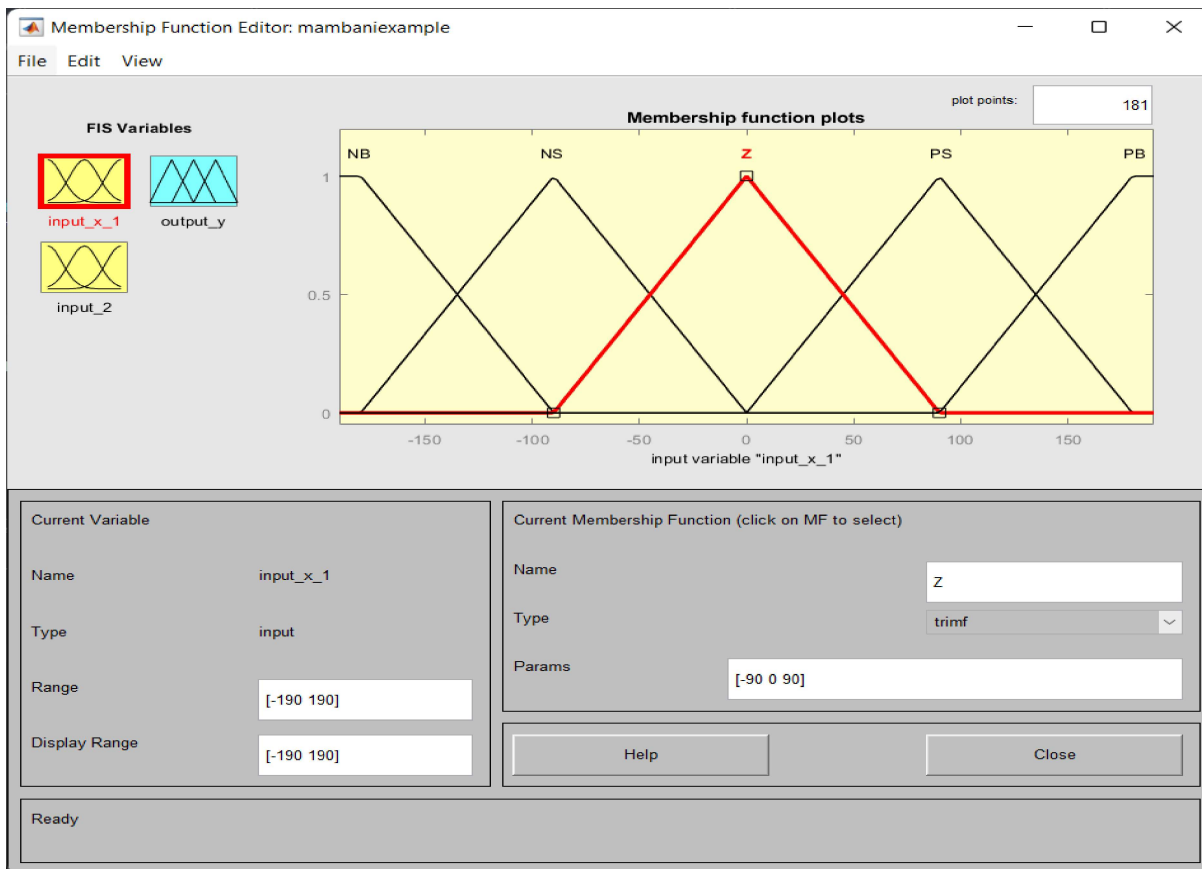 Membership Function Editor: mambaniexample
File Edit View
FIS Variables
input_x_1
output_y
input_2
plot points:
181
Membership function plots
NB NS Z PS PB
1
0.5
0
-150 -100 -50 0 50 100 150
input variable "input_x_1"
Current Variable
Name input_x_1
Type input
Range [-190 190]
Display Range [-190 190]
Current Membership Function (click on MF to select)
Name Z
Type trimf
Params [-90 0 90]
Help Close
Ready